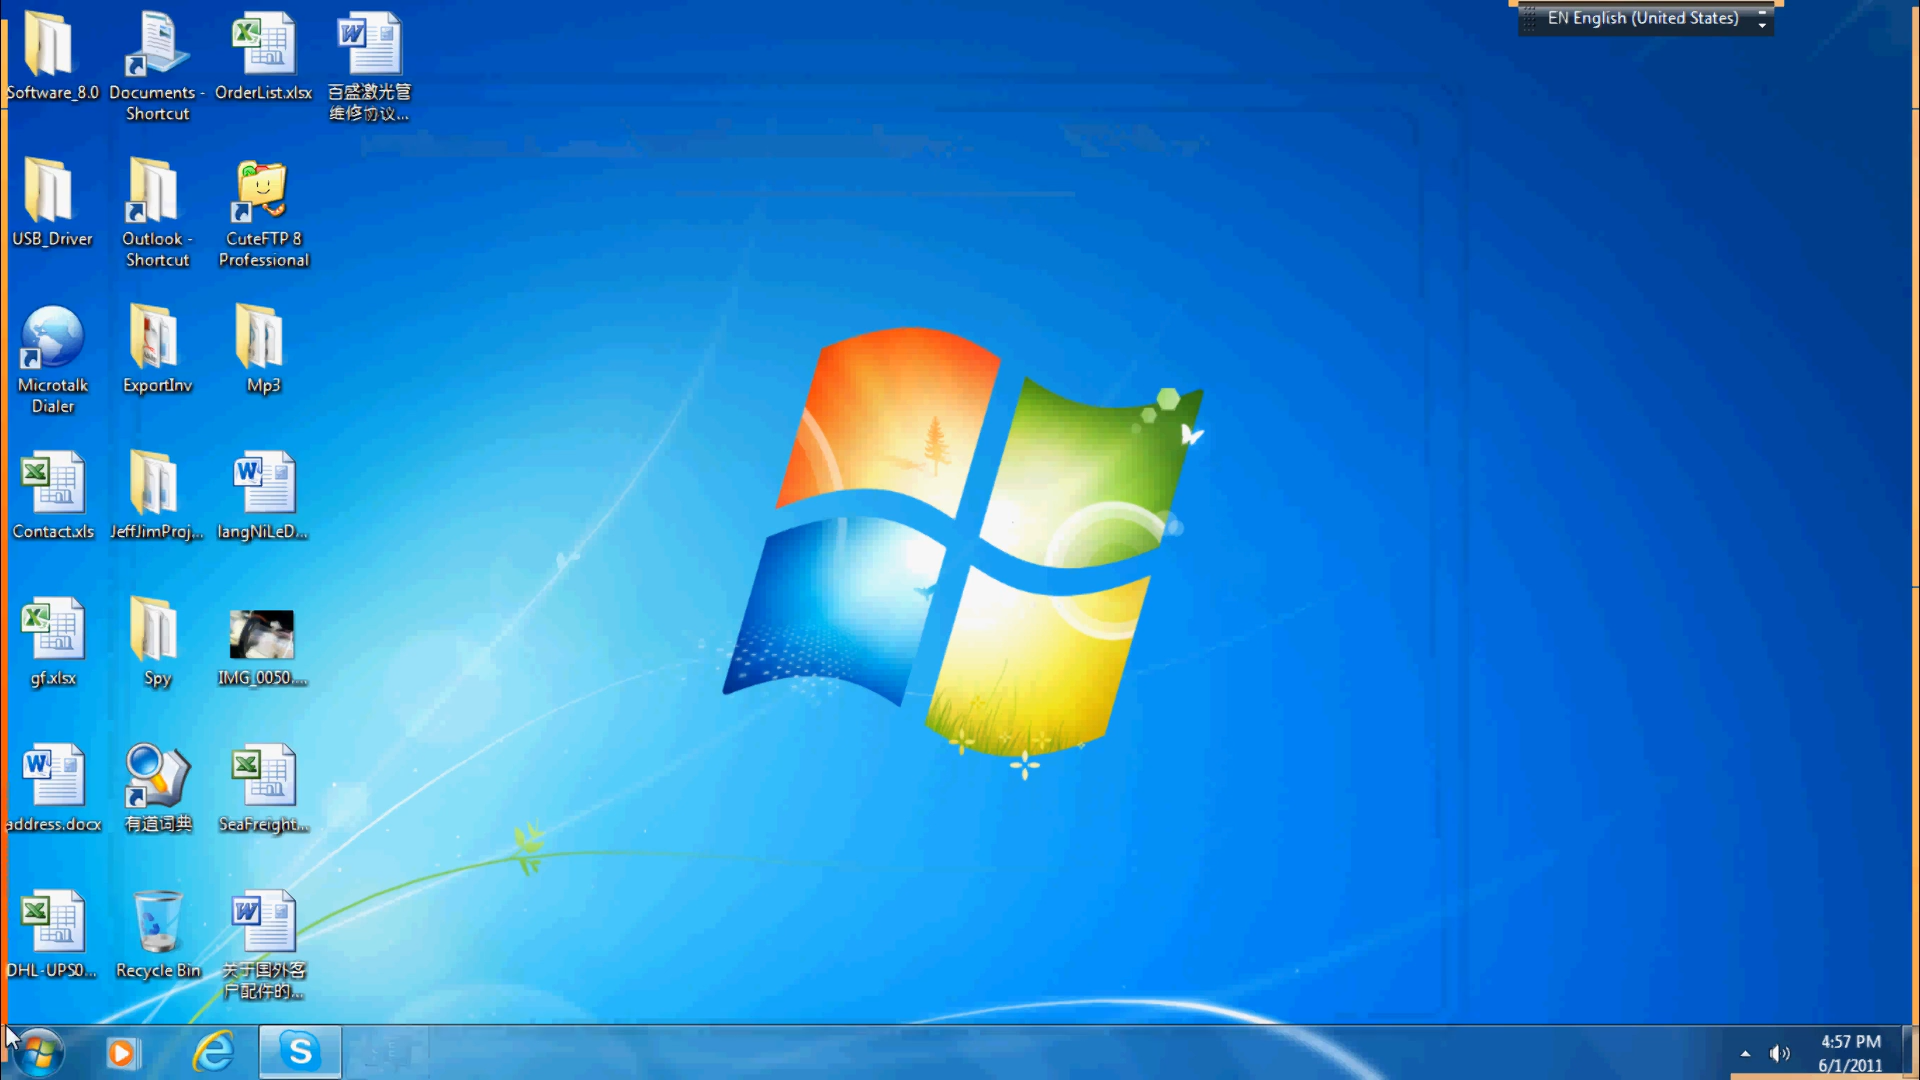 EN English (United States)
Software_8.0
Documents -
Shortcut
OrderList.xlsx
百盛激光管
维修协议...
USB_Driver
Outlook -
Shortcut
CuteFTP 8
Professional
Microtalk
Dialer
ExportInv
Mp3
Contact.xls
JeffJimProj...
langNiLeD...
gf.xlsx
Spy
IMG_0050....
address.docx
有道词典
SeaFreight...
DHL-UPS0...
Recycle Bin
关于国外客
户配件的...
4:57 PM
6/1/2011